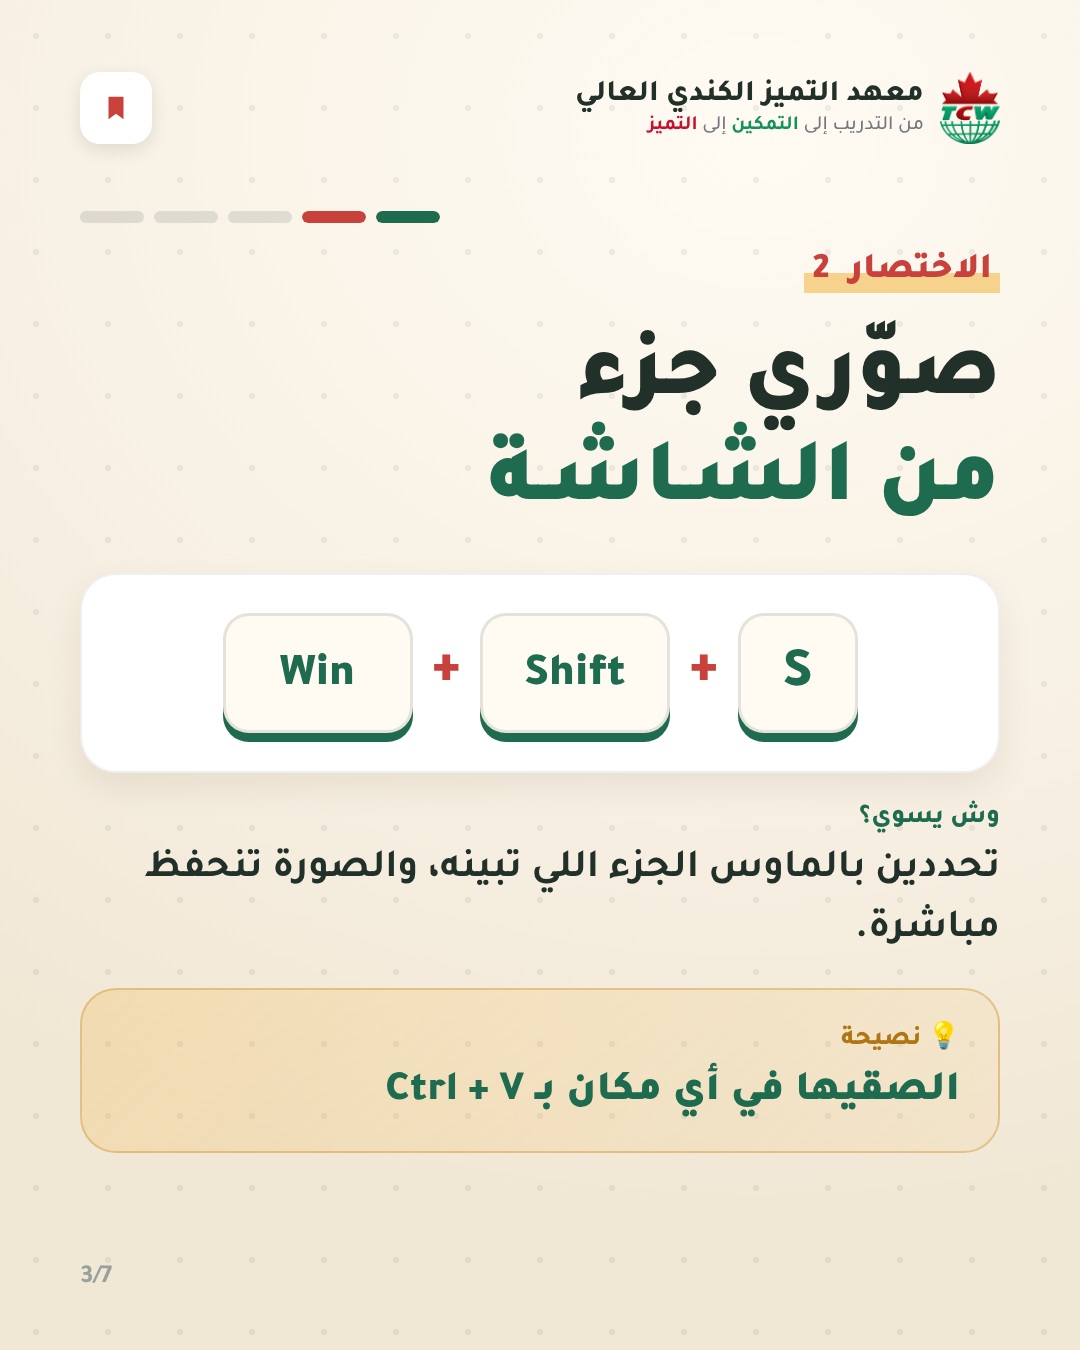 معهد التميز الكندي العالي
من التدريب إلى التمكين إلى التميز
TCW
الاختصار 2
صوّري جزء
من الشاشة
Win + Shift + S
وش يسوي؟
تحددين بالماوس الجزء اللي تبينه، والصورة تنحفظ
مباشرة.
💡 نصيحة
الصقيها في أي مكان بـ Ctrl + V
3/7